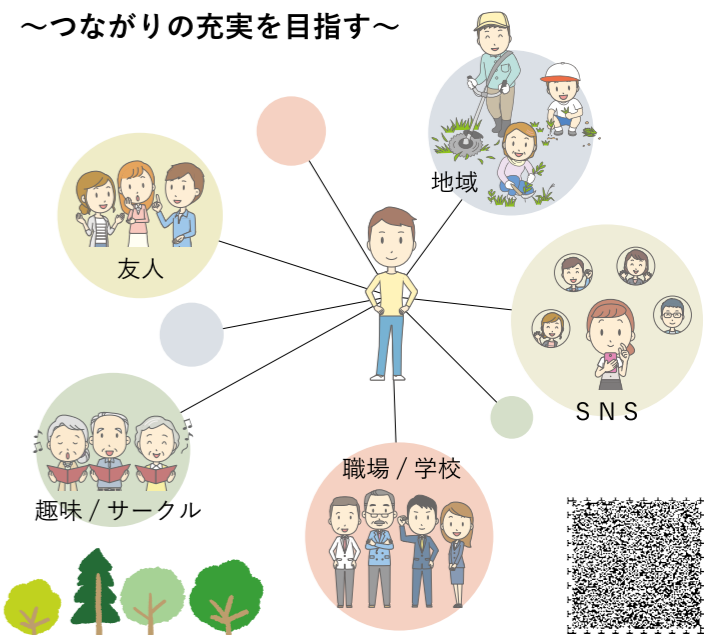 ～つながりの充実を目指す～
地域
友人
ＳＮＳ
職場 / 学校
趣味 / サークル